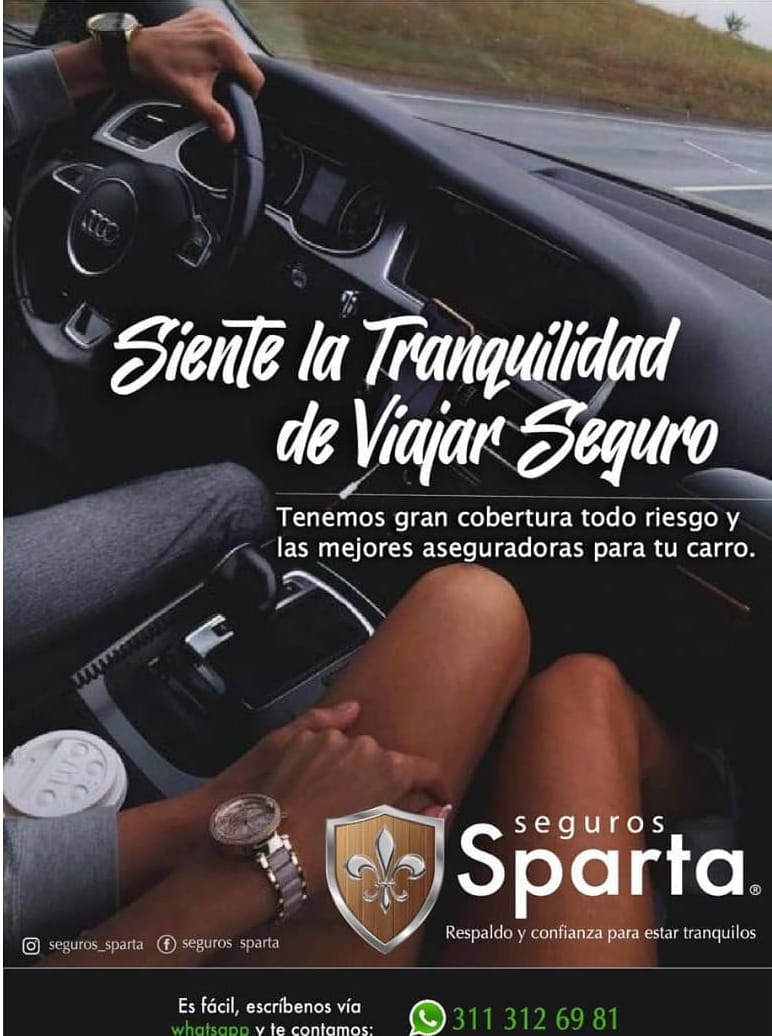 Siente la Tranquilidad
de Viajar Seguro
Tenemos gran cobertura todo riesgo y
las mejores aseguradoras para tu carro.
seguros
Sparta®
Respaldo y confianza para estar tranquilos
seguros_sparta seguros sparta
Es fácil, escríbenos vía
whatsapp y te contamos:
311 312 69 81